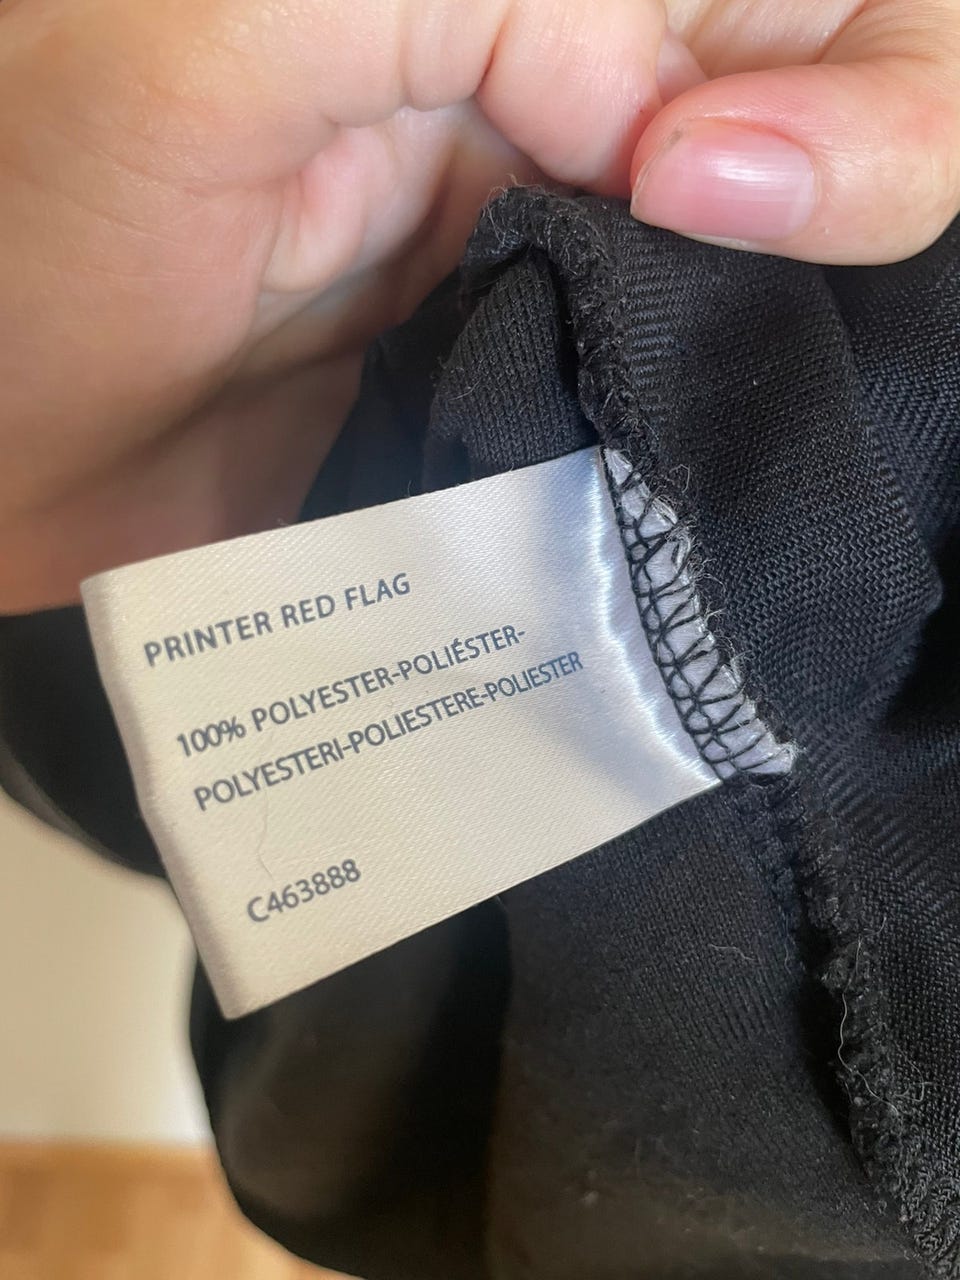 PRINTER RED FLAG
100% POLYESTER-POLIÉSTER-
POLYESTERI-POLIESTERE-POLIESTER
C463888